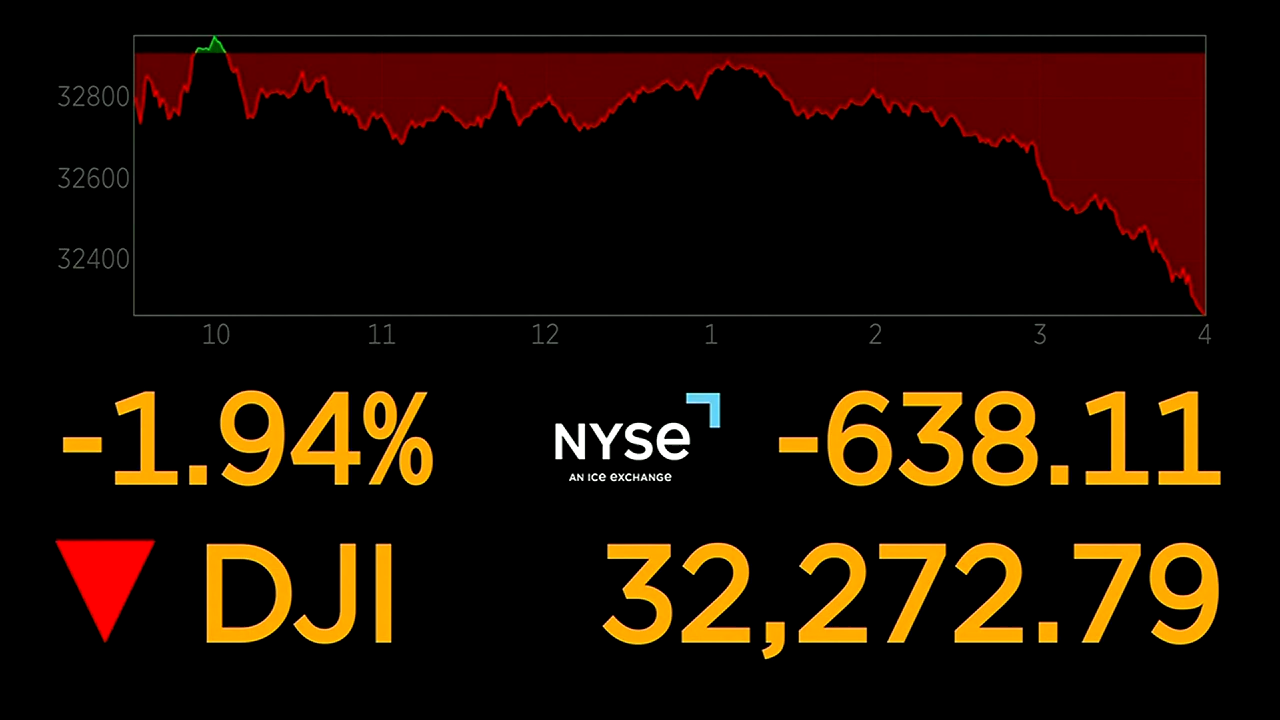 32800
32600
32400
10 11 12 1 2 3 4
-1.94%
NYSE
AN ICE EXCHANGE
-638.11
DJI
32,272.79